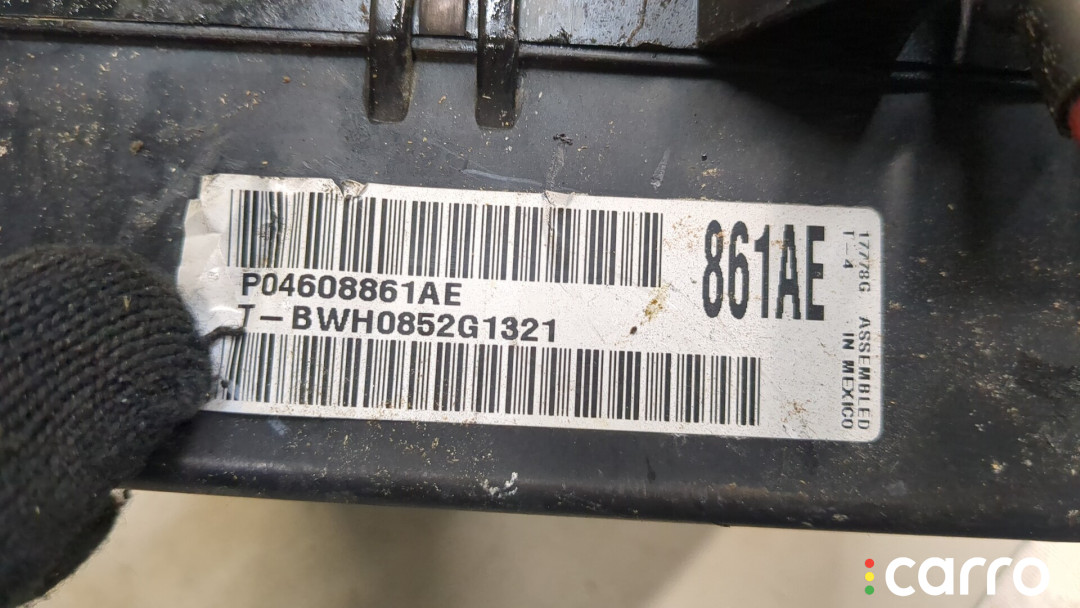 P04608861AE
T-BWH0852G1321
861AE
17778G ASSEMBLED
T-4 IN MEXICO
carro